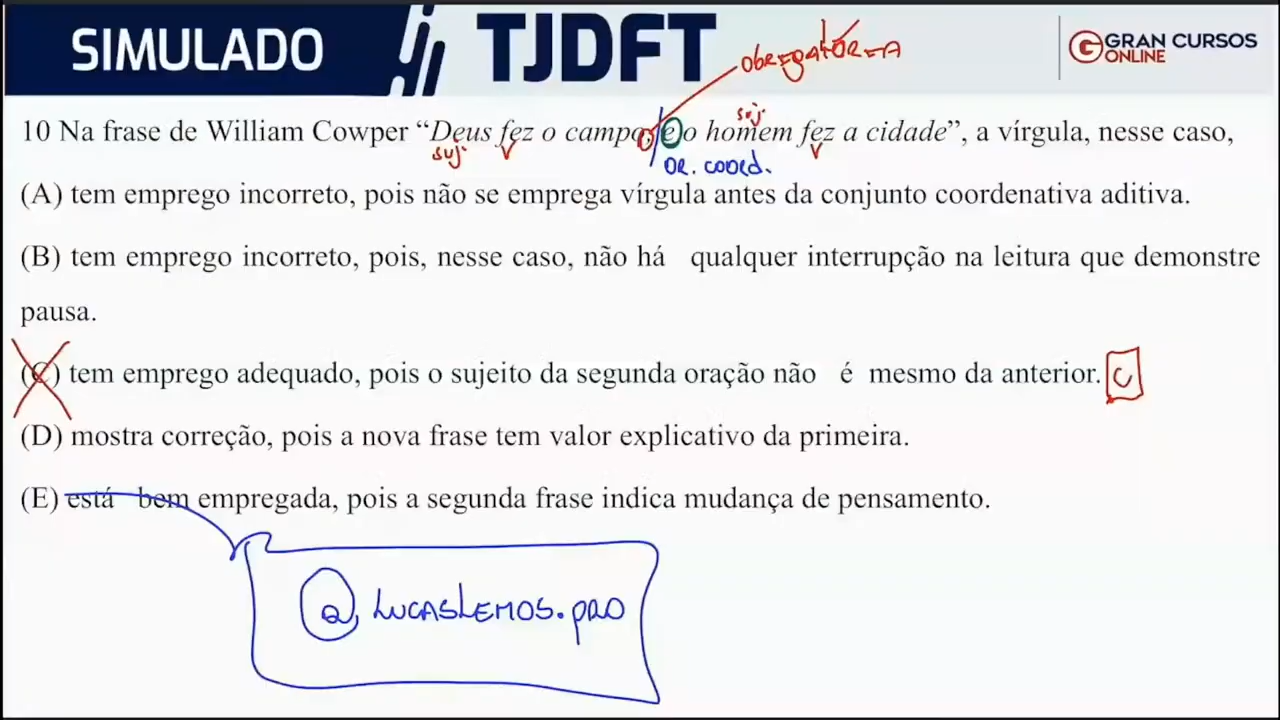 SIMULADO
TJDFT
GRAN CURSOS
ONLINE
OBRIGATÓRIA
suj.
10 Na frase de William Cowper “Deus fez o campo, e o homem fez a cidade”, a vírgula, nesse caso,
suj. V V
OR. COORD.
(A) tem emprego incorreto, pois não se emprega vírgula antes da conjunto coordenativa aditiva.
(B) tem emprego incorreto, pois, nesse caso, não há qualquer interrupção na leitura que demonstre
pausa.
(C) tem emprego adequado, pois o sujeito da segunda oração não é mesmo da anterior. C
(D) mostra correção, pois a nova frase tem valor explicativo da primeira.
(E) está bem empregada, pois a segunda frase indica mudança de pensamento.
@LUCASLEMOS.PRO